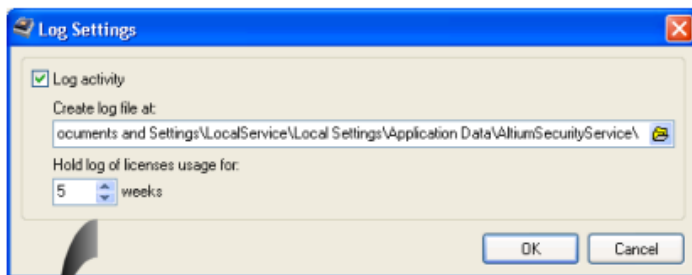 Log Settings
Log activity
Create log file at:
ocuments and Settings\LocalService\Local Settings\Application Data\AltiumSecurityService\
Hold log of licenses usage for:
5 weeks
OK Cancel